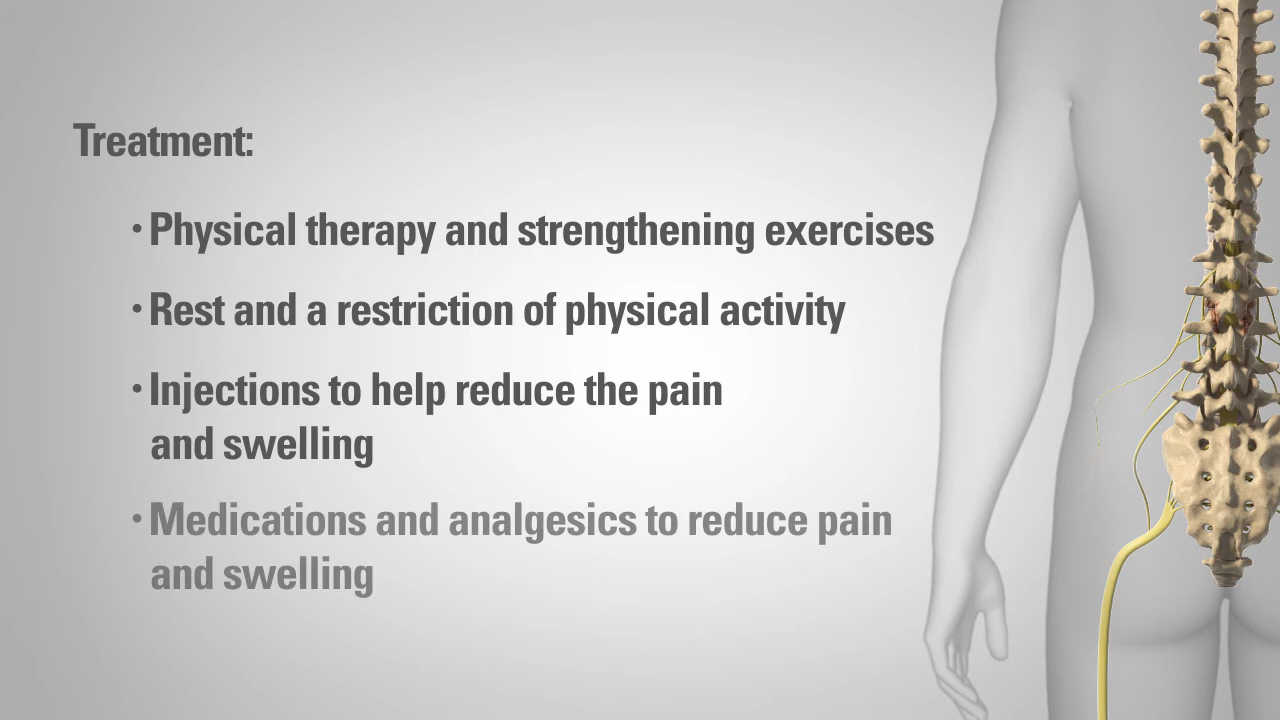 Treatment:
• Physical therapy and strengthening exercises
• Rest and a restriction of physical activity
• Injections to help reduce the pain
and swelling
• Medications and analgesics to reduce pain
and swelling